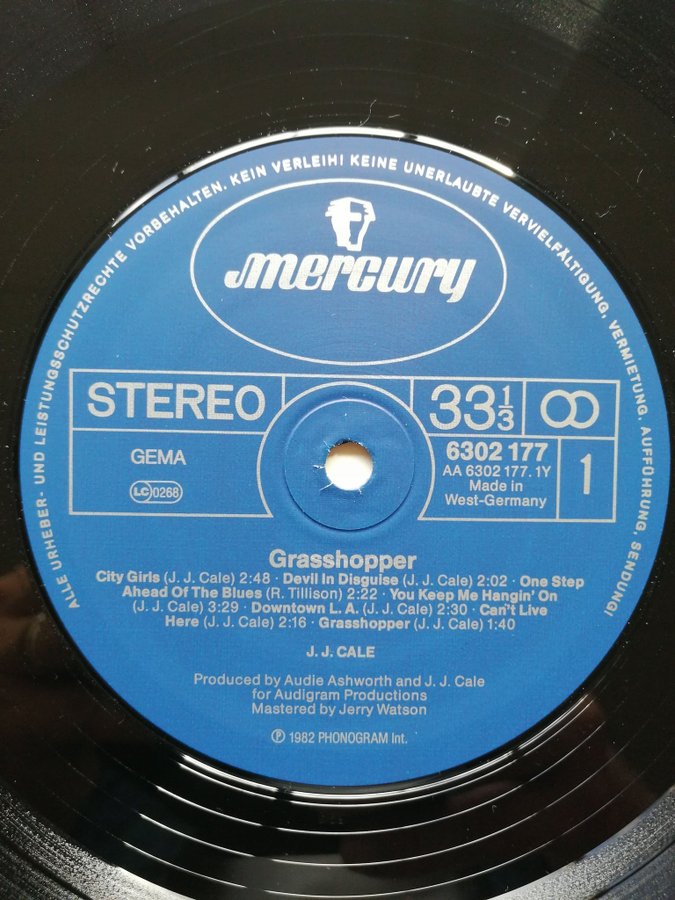 ALLE URHEBER- UND LEISTUNGSSCHUTZRECHTE VORBEHALTEN. KEIN VERLEIH! KEINE UNERLAUBTE VERVIELFÄLTIGUNG, VERMIETUNG, AUFFÜHRUNG, SENDUNG!
mercury
STEREO
33 1/3
GEMA
LC 0268
6302 177
AA 6302 177.1Y
Made in
West-Germany
1
Grasshopper
City Girls (J. J. Cale) 2:48 · Devil In Disguise (J. J. Cale) 2:02 · One Step
Ahead Of The Blues (R. Tillison) 2:22 · You Keep Me Hangin' On
(J. J. Cale) 3:29 · Downtown L. A. (J. J. Cale) 2:30 · Can't Live
Here (J. J. Cale) 2:16 · Grasshopper (J. J. Cale) 1:40
J. J. CALE
Produced by Audie Ashworth and J. J. Cale
for Audigram Productions
Mastered by Jerry Watson
℗ 1982 PHONOGRAM Int.